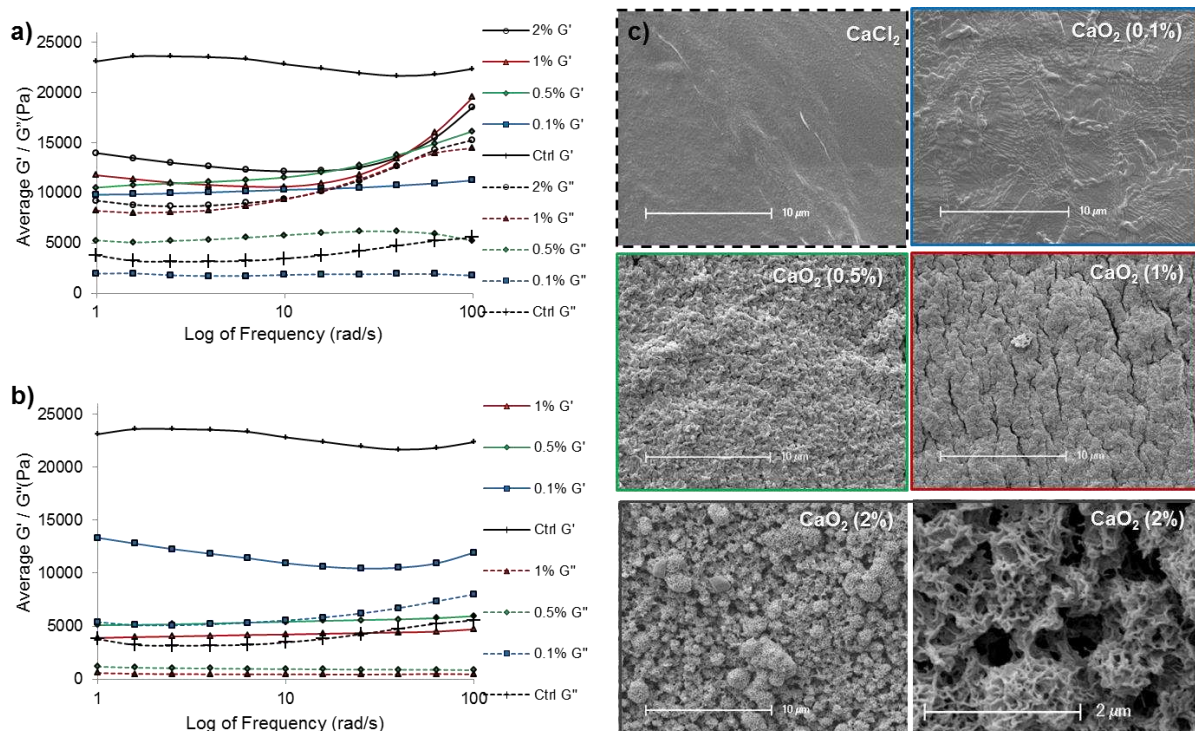 a)
25000
20000
15000
10000
5000
0
Average G' / G"(Pa)
1
10
100
Log of Frequency (rad/s)
2% G'
1% G'
0.5% G'
0.1% G'
Ctrl G'
2% G"
1% G"
0.5% G"
0.1% G"
Ctrl G"
b)
25000
20000
15000
10000
5000
0
Average G' / G"(Pa)
1
10
100
Log of Frequency (rad/s)
1% G'
0.5% G'
0.1% G'
Ctrl G'
1% G"
0.5% G"
0.1% G"
Ctrl G"
c)
CaCl₂
10 µm
CaO₂ (0.1%)
10 µm
CaO₂ (0.5%)
10 µm
CaO₂ (1%)
10 µm
CaO₂ (2%)
10 µm
CaO₂ (2%)
2 µm